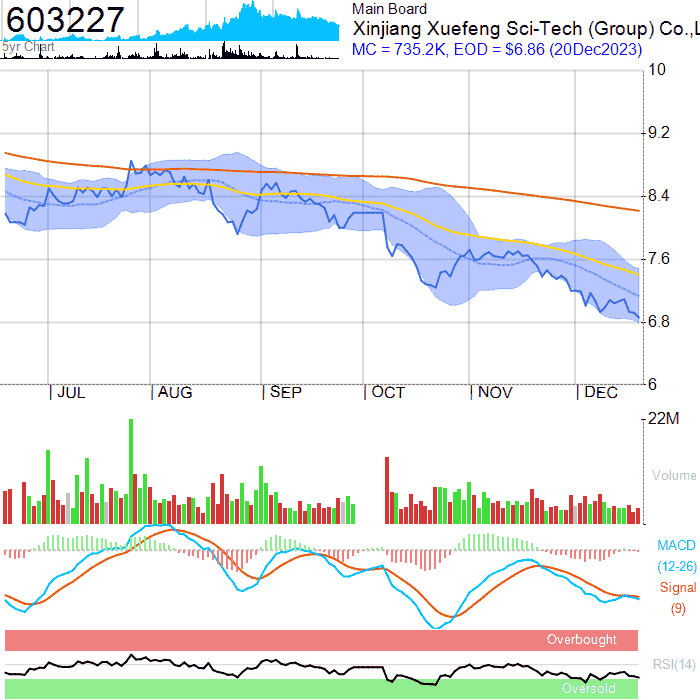 603227
5yr Chart
Main Board
Xinjiang Xuefeng Sci-Tech (Group) Co.,L
MC = 735.2K, EOD = $6.86 (20Dec2023)
10
9.2
8.4
7.6
6.8
6
JUL AUG SEP OCT NOV DEC
22M
Volume
MACD
(12-26)
Signal
(9)
Overbought
RSI(14)
Oversold